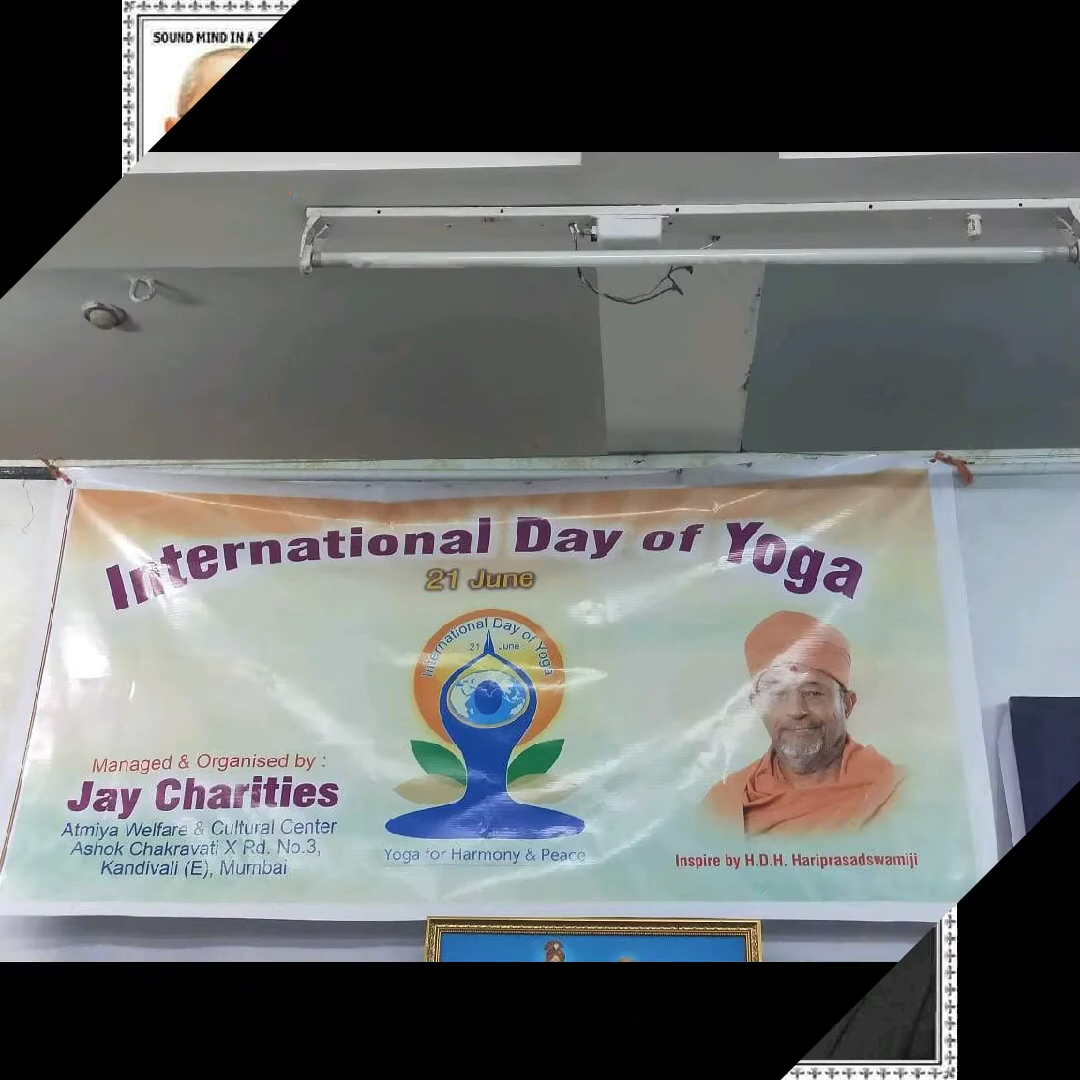 SOUND MIND IN A
International Day of Yoga
21 June
International Day of Yoga
21 June
Managed & Organised by :
Jay Charities
Atmiya Welfare & Cultural Center
Ashok Chakravati X Rd. No.3,
Kandivali (E), Mumbai
Yoga for Harmony & Peace
Inspire by H.D.H. Hariprasadswamiji